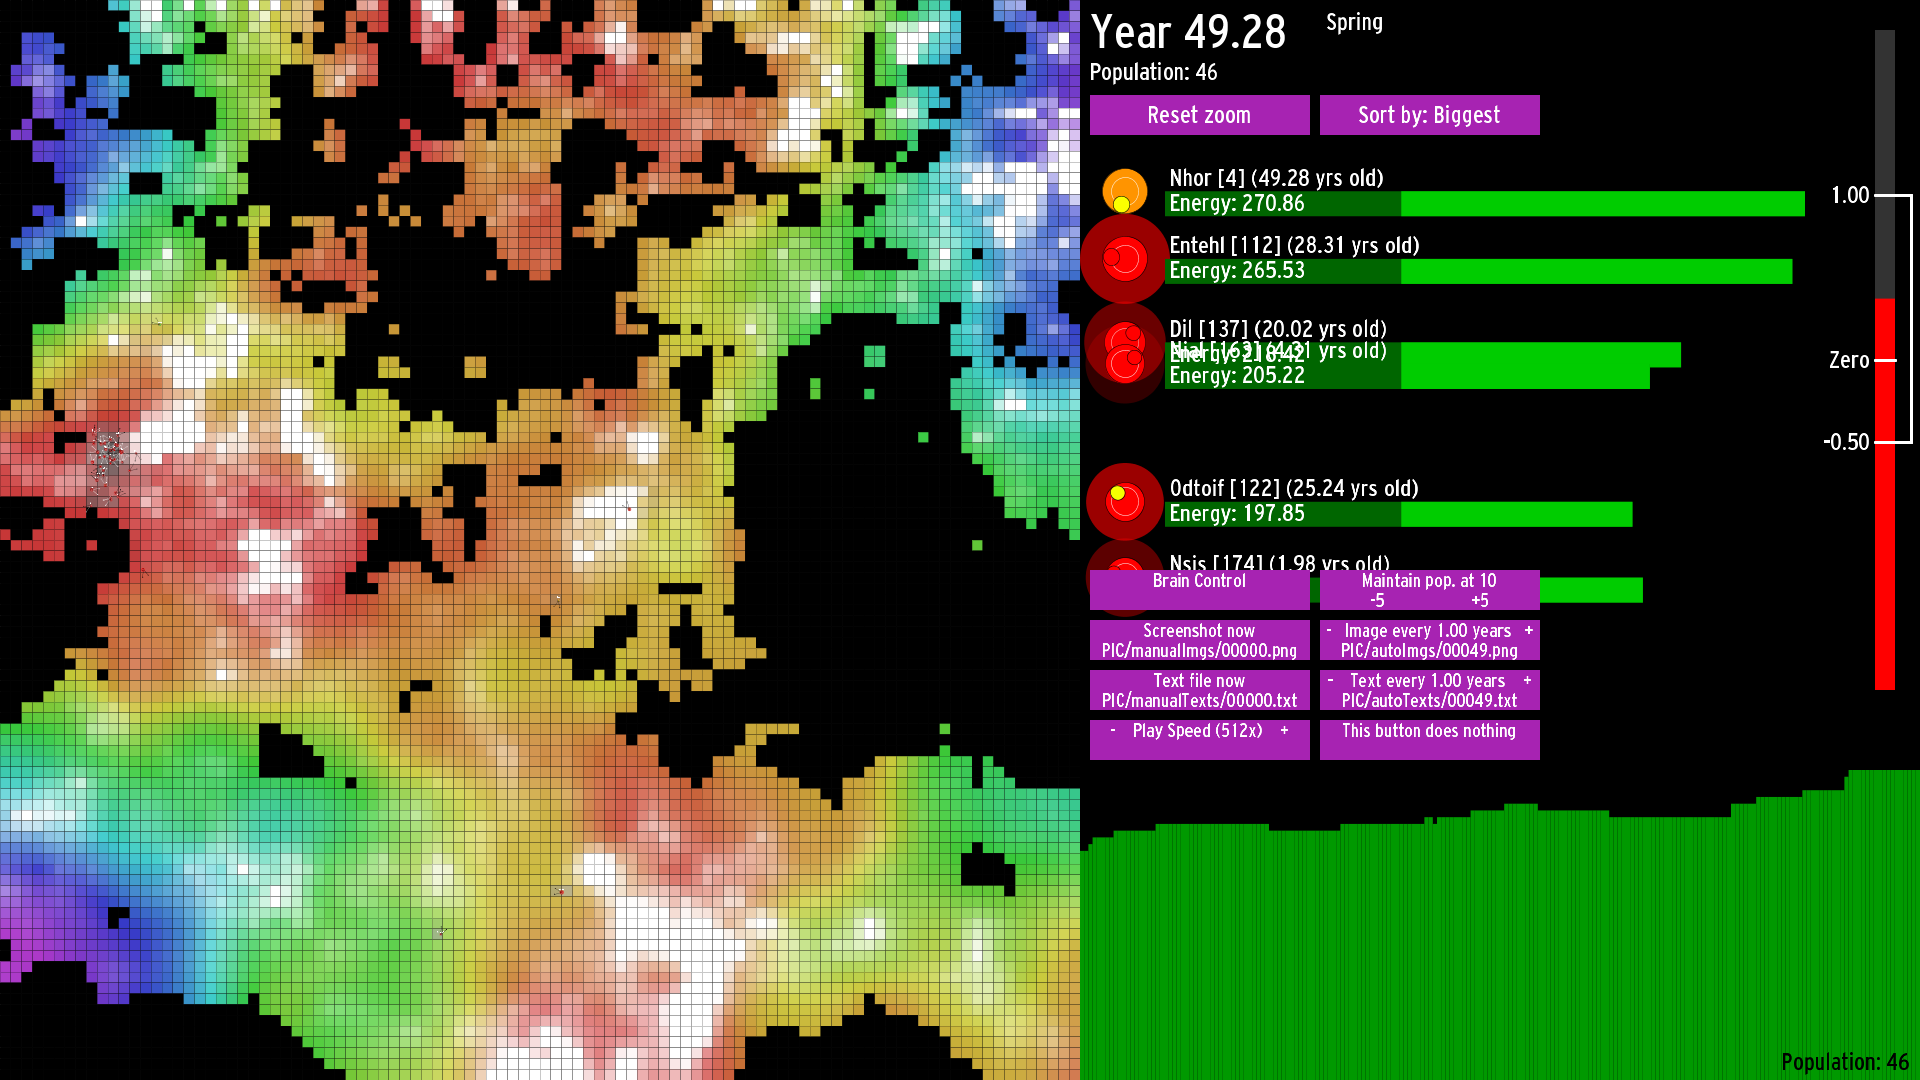 Year 49.28
Spring
Population: 46
Reset zoom
Sort by: Biggest
Nhor [4] (49.28 yrs old)
Energy: 270.86
Entehl [112] (28.31 yrs old)
Energy: 265.53
Dil [137] (20.02 yrs old)
yrs old)
Energy: 205.22
Odtoif [122] (25.24 yrs old)
Energy: 197.85
Nsis [174] (1.98 yrs old)
1.00
Zero
-0.50
Brain Control
Maintain pop. at 10
-5 +5
Screenshot now
PIC/manualImgs/00000.png
- Image every 1.00 years +
PIC/autoImgs/00049.png
Text file now
PIC/manualTexts/00000.txt
- Text every 1.00 years +
PIC/autoTexts/00049.txt
- Play Speed (512x) +
This button does nothing
Population: 46